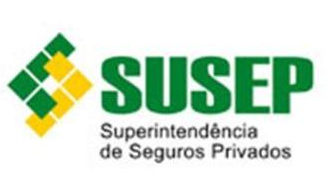 SUSEP
Superintendência
de Seguros Privados